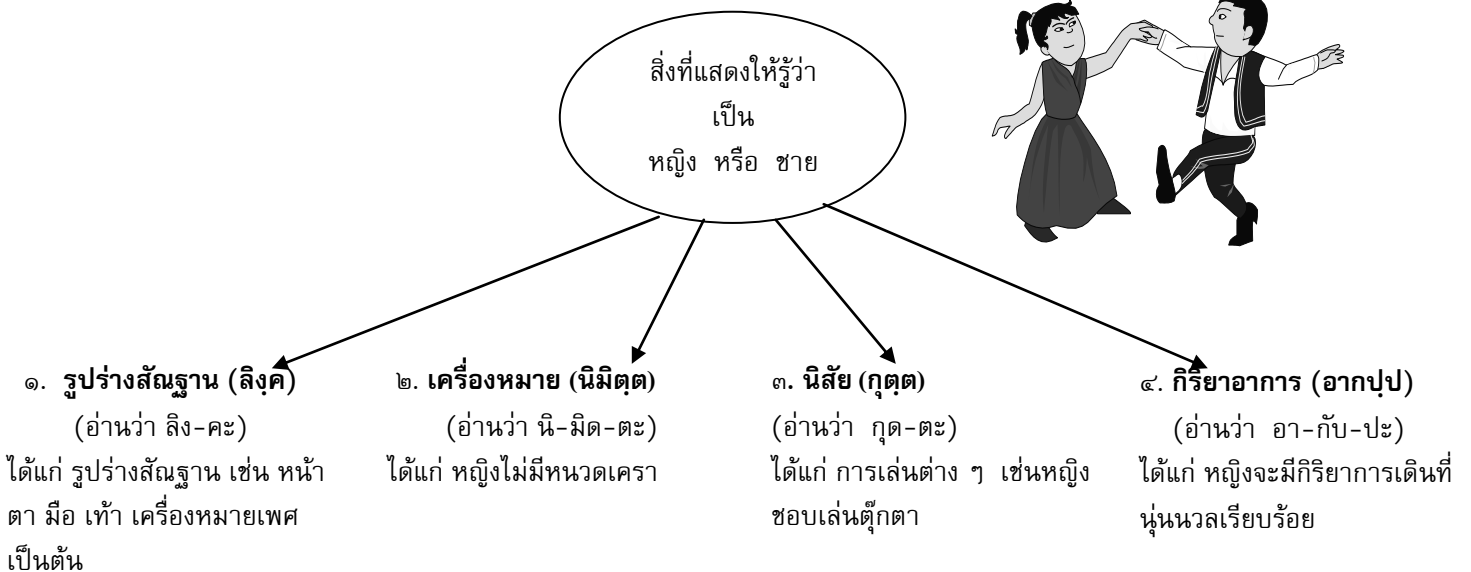 สิ่งที่แสดงให้รู้ว่า
เป็น
หญิง หรือ ชาย
๑. รูปร่างสัณฐาน (ลิงฺค)
(อ่านว่า ลิง-คะ)
ได้แก่ รูปร่างสัณฐาน เช่น หน้า
ตา มือ เท้า เครื่องหมายเพศ
เป็นต้น
๒. เครื่องหมาย (นิมิตฺต)
(อ่านว่า นิ-มิด-ตะ)
ได้แก่ หญิงไม่มีหนวดเครา
๓. นิสัย (กุตฺต)
(อ่านว่า กุด-ตะ)
ได้แก่ การเล่นต่าง ๆ เช่นหญิง
ชอบเล่นตุ๊กตา
๔. กิริยาอาการ (อากปฺป)
(อ่านว่า อา-กับ-ปะ)
ได้แก่ หญิงจะมีกิริยาการเดินที่
นุ่นนวลเรียบร้อย